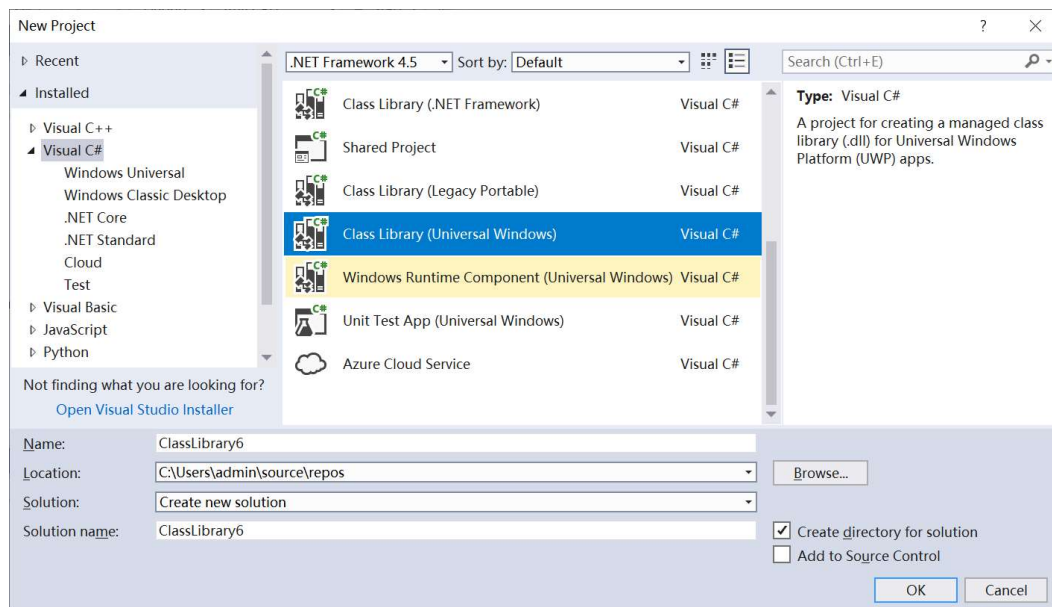 New Project
?
Recent
.NET Framework 4.5
Sort by:
Default
Search (Ctrl+E)
Installed
Visual C++
Visual C#
Windows Universal
Windows Classic Desktop
.NET Core
.NET Standard
Cloud
Test
Visual Basic
JavaScript
Python
Not finding what you are looking for?
Open Visual Studio Installer
C#
Class Library (.NET Framework) Visual C#
C#
Shared Project Visual C#
C#
Class Library (Legacy Portable) Visual C#
C#
Class Library (Universal Windows) Visual C#
C#
Windows Runtime Component (Universal Windows) Visual C#
C#
Unit Test App (Universal Windows) Visual C#
Azure Cloud Service Visual C#
Type: Visual C#
A project for creating a managed class
library (.dll) for Universal Windows
Platform (UWP) apps.
Name: ClassLibrary6
Location: C:\Users\admin\source\repos
Browse...
Solution: Create new solution
Solution name: ClassLibrary6
Create directory for solution
Add to Source Control
OK
Cancel